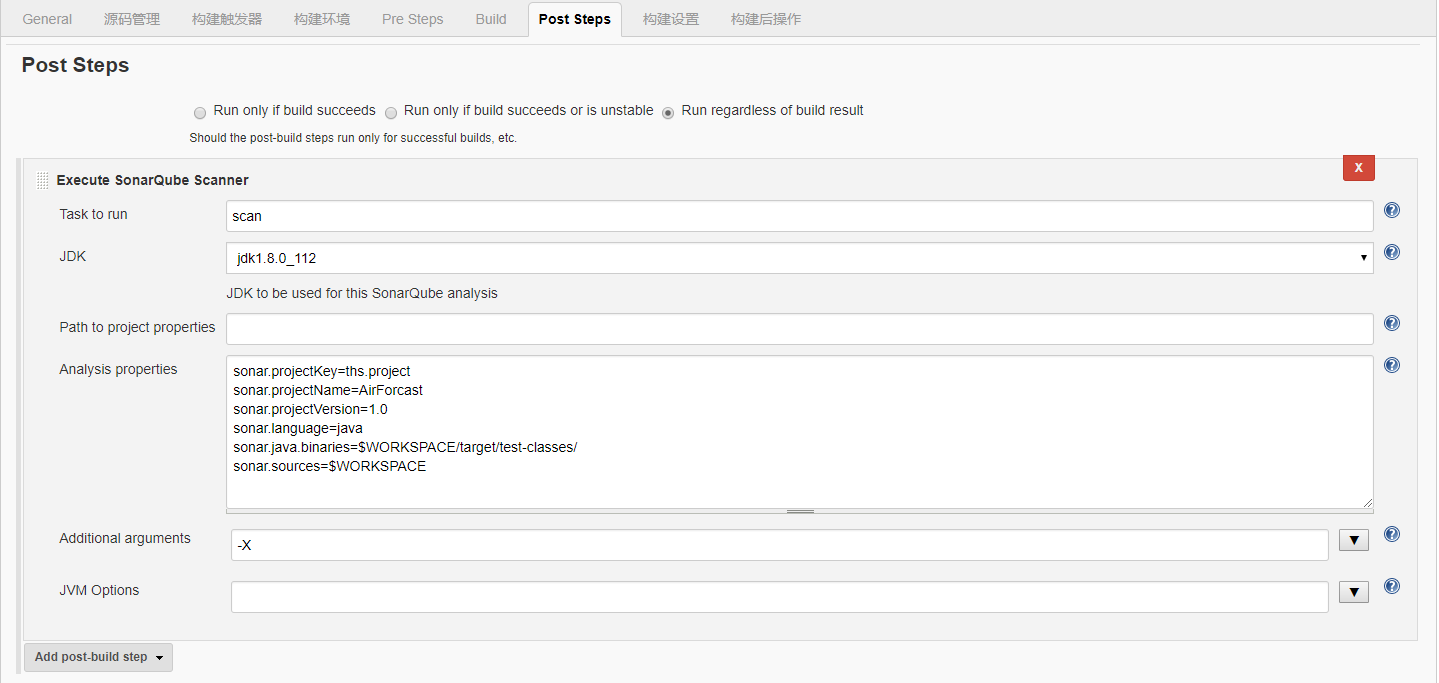 General 源码管理 构建触发器 构建环境 Pre Steps Build Post Steps 构建设置 构建后操作
Post Steps
Run only if build succeeds Run only if build succeeds or is unstable Run regardless of build result
Should the post-build steps run only for successful builds, etc.
X
Execute SonarQube Scanner
Task to run scan
JDK jdk1.8.0_112
JDK to be used for this SonarQube analysis
Path to project properties
Analysis properties sonar.projectKey=ths.project
sonar.projectName=AirForcast
sonar.projectVersion=1.0
sonar.language=java
sonar.java.binaries=$WORKSPACE/target/test-classes/
sonar.sources=$WORKSPACE
Additional arguments -X
JVM Options
Add post-build step